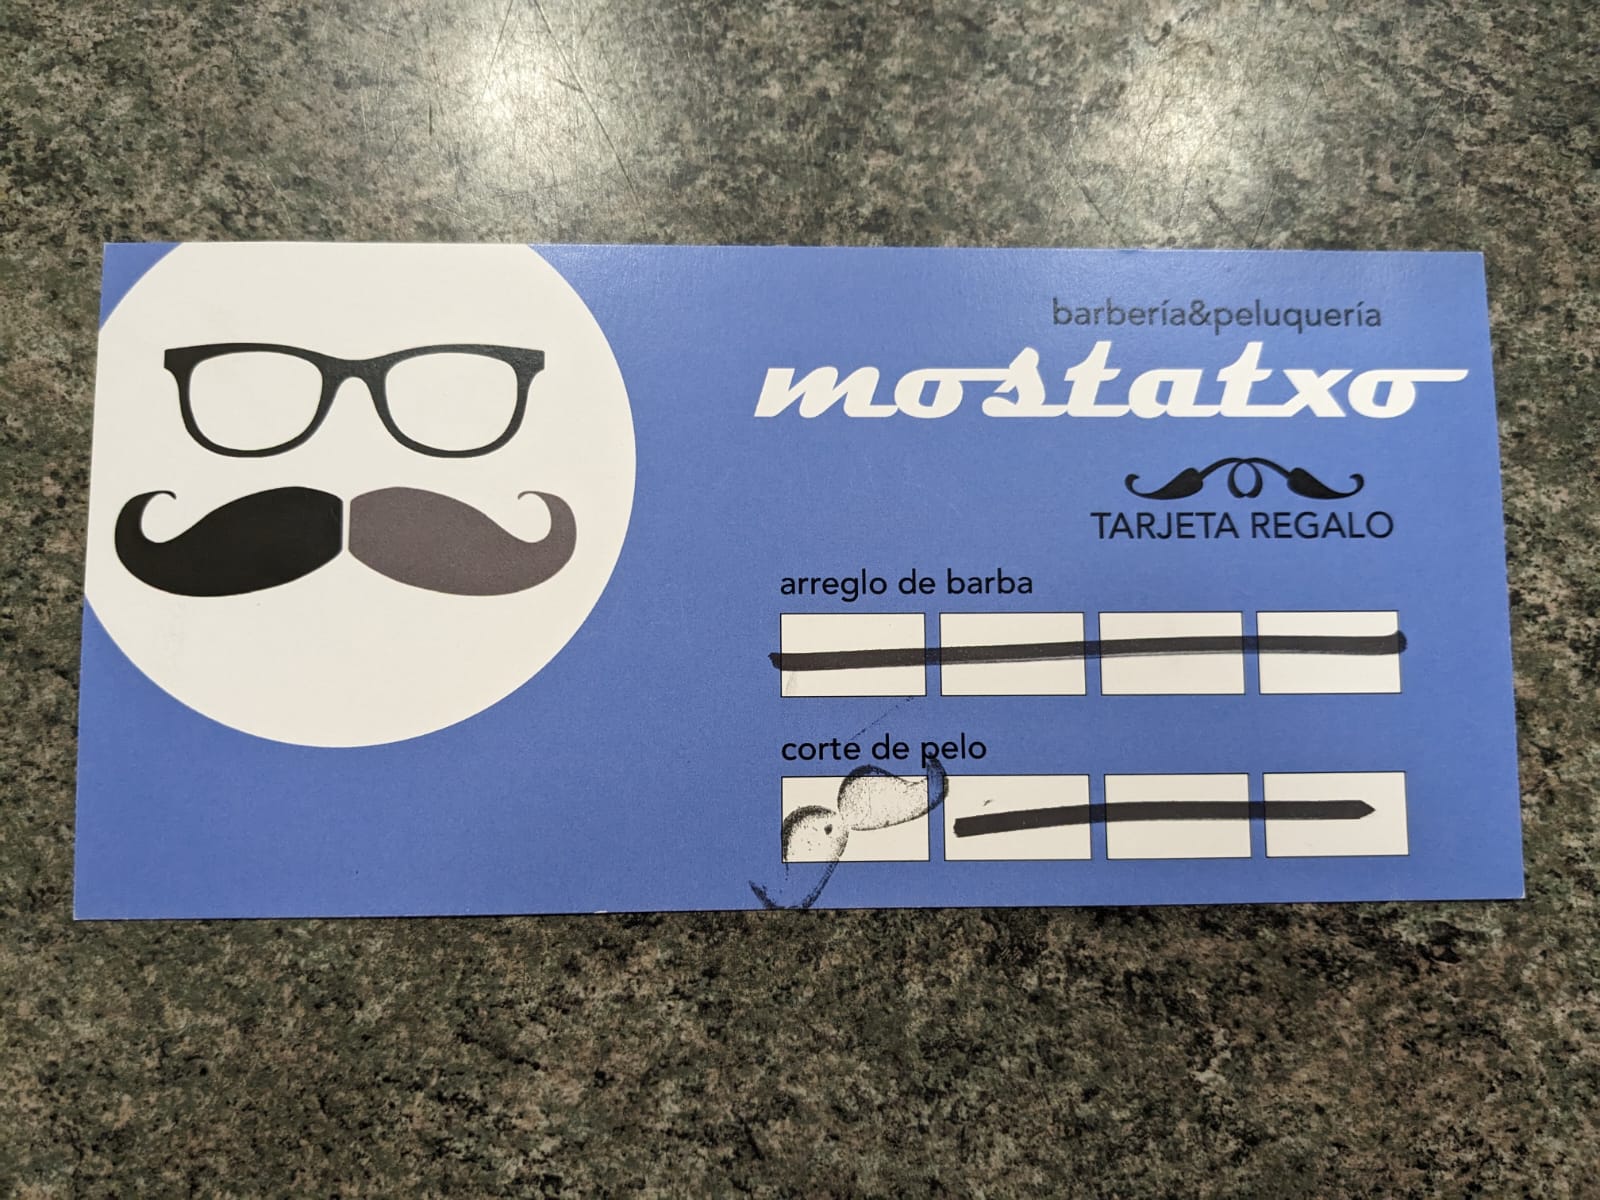 barbería&peluquería
mostatxo
TARJETA REGALO
arreglo de barba
corte de pelo